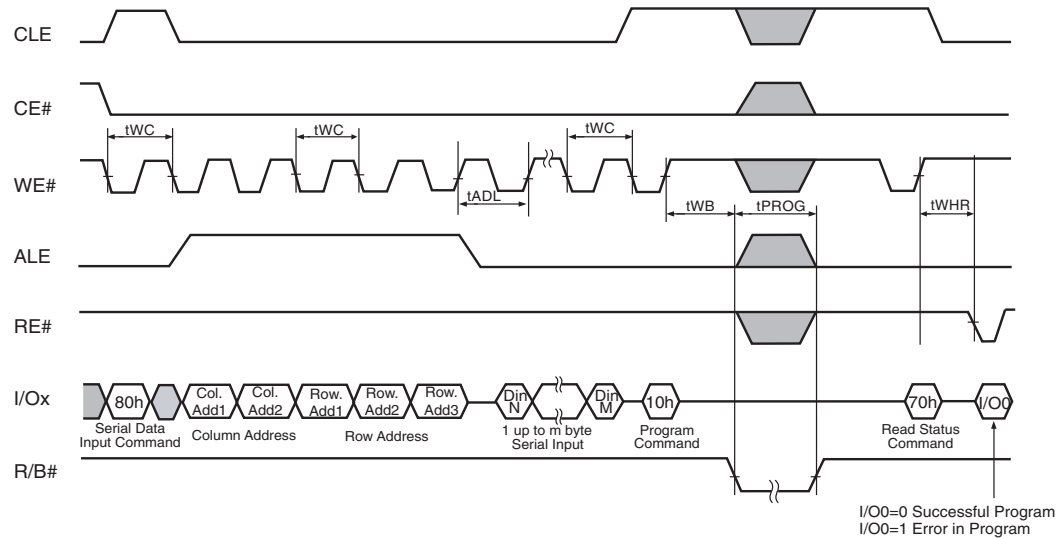 CLE
CE#
tWC
tWC
tWC
WE#
tADL
tWB
tPROG
tWHR
ALE
RE#
I/Ox
80h
Col.
Add1
Col.
Add2
Row.
Add1
Row.
Add2
Row.
Add3
Din
N
Din
M
10h
70h
I/O0
Serial Data
Input Command
Column Address
Row Address
1 up to m byte
Serial Input
Program
Command
Read Status
Command
R/B#
I/O0=0 Successful Program
I/O0=1 Error in Program